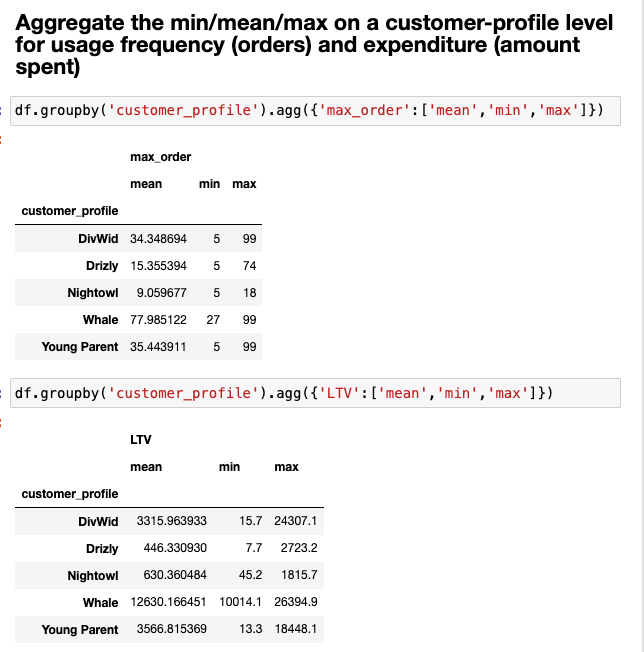 Aggregate the min/mean/max on a customer-profile level
for usage frequency (orders) and expenditure (amount
spent)
df.groupby('customer_profile').agg({'max_order':['mean','min','max']})
max_order
mean min max
customer_profile
DivWid 34.348694 5 99
Drizly 15.355394 5 74
Nightowl 9.059677 5 18
Whale 77.985122 27 99
Young Parent 35.443911 5 99
df.groupby('customer_profile').agg({'LTV':['mean','min','max']})
LTV
mean min max
customer_profile
DivWid 3315.963933 15.7 24307.1
Drizly 446.330930 7.7 2723.2
Nightowl 630.360484 45.2 1815.7
Whale 12630.166451 10014.1 26394.9
Young Parent 3566.815369 13.3 18448.1